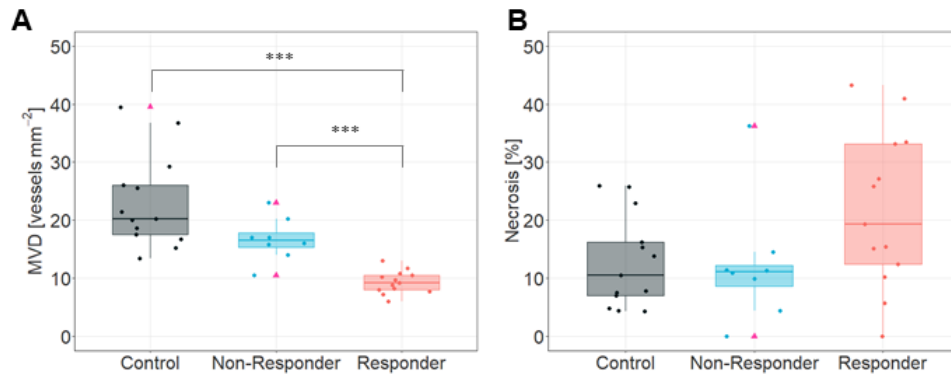 A
MVD [vessels mm⁻²]
50
40
30
20
10
0
***
***
Control Non-Responder Responder
B
Necrosis [%]
50
40
30
20
10
0
Control Non-Responder Responder